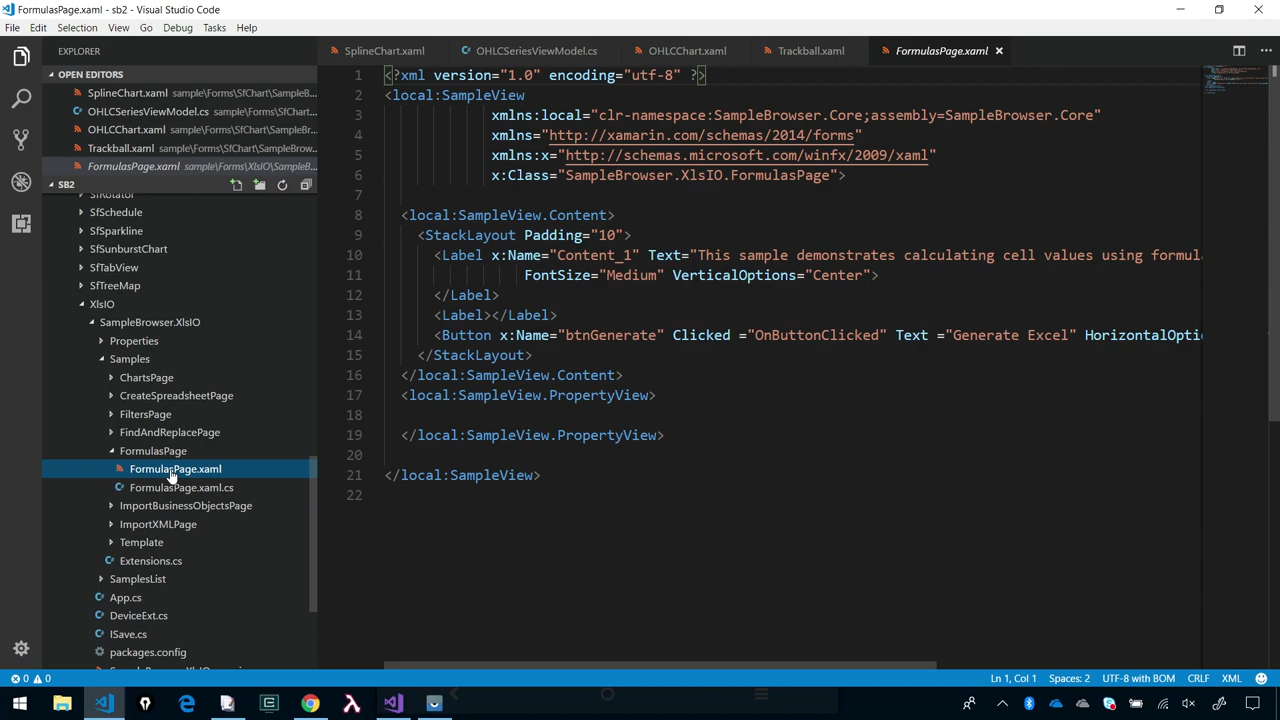 FormulasPage.xaml - sb2 - Visual Studio Code
File Edit Selection View Go Debug Tasks Help
EXPLORER
SplineChart.xaml OHLCSeriesViewModel.cs OHLCChart.xaml Trackball.xaml FormulasPage.xaml
OPEN EDITORS
SplineChart.xaml sample\Forms\SfChart\SampleB...
OHLCSeriesViewModel.cs sample\Forms\SfChart...
OHLCChart.xaml sample\Forms\SfChart\SampleB...
Trackball.xaml sample\Forms\SfChart\SampleBrow...
FormulasPage.xaml sample\Forms\XlsIO\SampleB...
SB2
SfRotator
SfSchedule
SfSparkline
SfSunburstChart
SfTabView
SfTreeMap
XlsIO
SampleBrowser.XlsIO
Properties
Samples
ChartsPage
CreateSpreadsheetPage
FiltersPage
FindAndReplacePage
FormulasPage
FormulasPage.xaml
FormulasPage.xaml.cs
ImportBusinessObjectsPage
ImportXMLPage
Template
Extensions.cs
SamplesList
App.cs
DeviceExt.cs
ISave.cs
packages.config
1 <?xml version="1.0" encoding="utf-8" ?>
2 <local:SampleView
3 xmlns:local="clr-namespace:SampleBrowser.Core;assembly=SampleBrowser.Core"
4 xmlns="http://xamarin.com/schemas/2014/forms"
5 xmlns:x="http://schemas.microsoft.com/winfx/2009/xaml"
6 x:Class="SampleBrowser.XlsIO.FormulasPage">
7
8 <local:SampleView.Content>
9 <StackLayout Padding="10">
10 <Label x:Name="Content_1" Text="This sample demonstrates calculating cell values using formula
11 FontSize="Medium" VerticalOptions="Center">
12 </Label>
13 <Label></Label>
14 <Button x:Name="btnGenerate" Clicked ="OnButtonClicked" Text ="Generate Excel" HorizontalOptio
15 </StackLayout>
16 </local:SampleView.Content>
17 <local:SampleView.PropertyView>
18
19 </local:SampleView.PropertyView>
20
21 </local:SampleView>
22
0 0 Ln 1, Col 1 Spaces: 2 UTF-8 with BOM CRLF XML